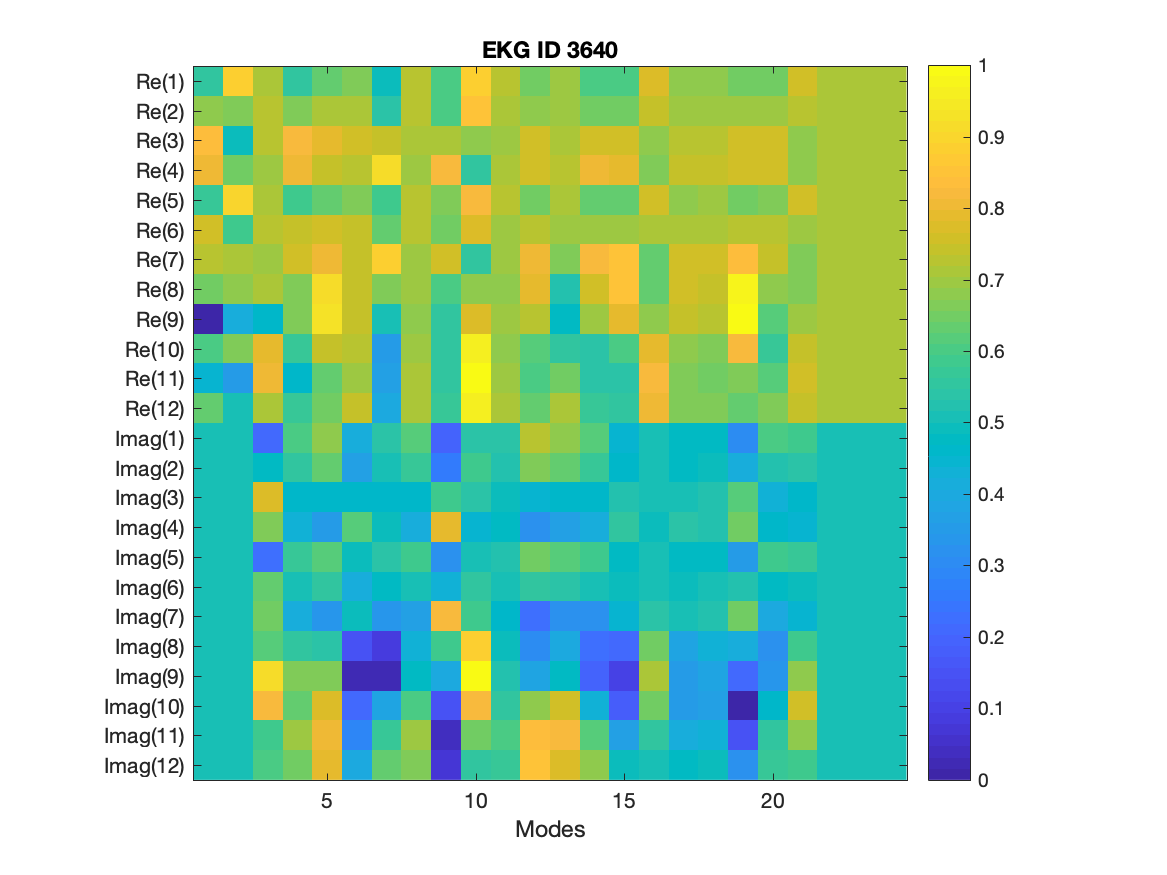 EKG ID 3640
Re(1)
Re(2)
Re(3)
Re(4)
Re(5)
Re(6)
Re(7)
Re(8)
Re(9)
Re(10)
Re(11)
Re(12)
Imag(1)
Imag(2)
Imag(3)
Imag(4)
Imag(5)
Imag(6)
Imag(7)
Imag(8)
Imag(9)
Imag(10)
Imag(11)
Imag(12)
5 10 15 20
Modes
1
0.9
0.8
0.7
0.6
0.5
0.4
0.3
0.2
0.1
0